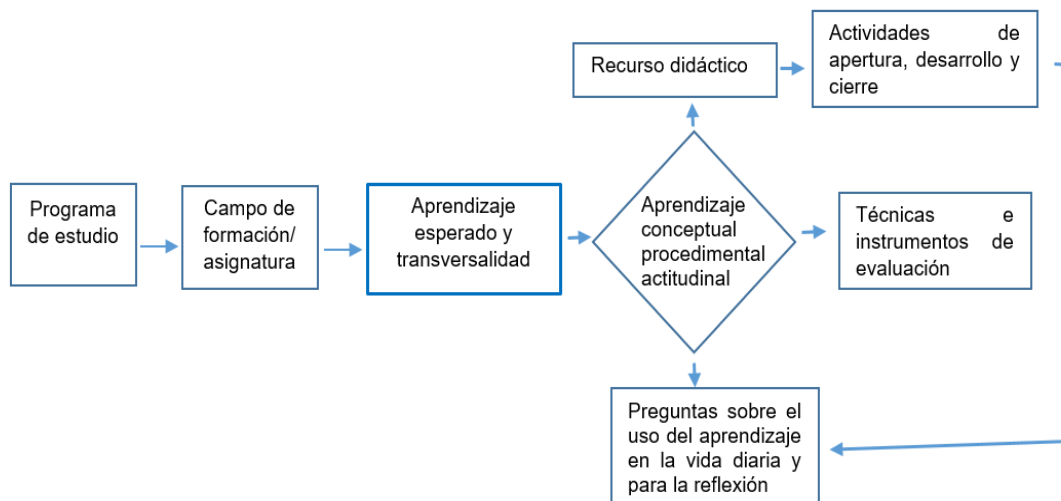 Programa
de estudio
Campo de
formación/
asignatura
Aprendizaje
esperado y
transversalidad
Aprendizaje
conceptual
procedimental
actitudinal
Recurso didáctico
Actividades de
apertura, desarrollo y
cierre
Técnicas e
instrumentos de
evaluación
Preguntas sobre el
uso del aprendizaje
en la vida diaria y
para la reflexión